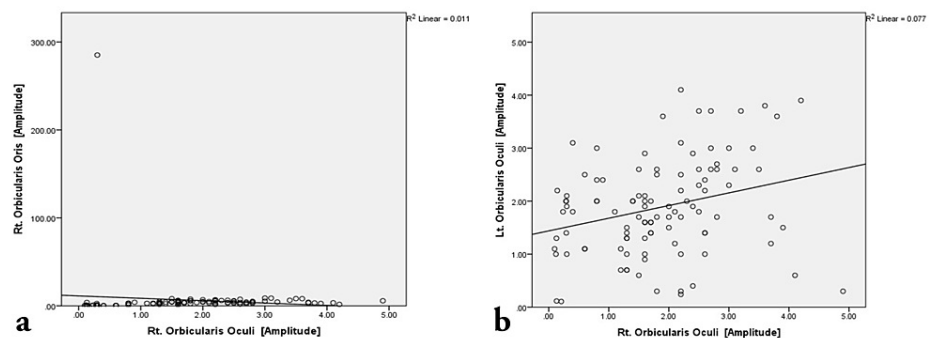 R² Linear = 0.011
Rt. Orbicularis Oris [Amplitude]
300.00
200.00
100.00
.00
.00 1.00 2.00 3.00 4.00 5.00
Rt. Orbicularis Oculi [Amplitude]
a
R² Linear = 0.077
Lt. Orbicularis Oculi [Amplitude]
5.00
4.00
3.00
2.00
1.00
.00
.00 1.00 2.00 3.00 4.00 5.00
Rt. Orbicularis Oculi [Amplitude]
b